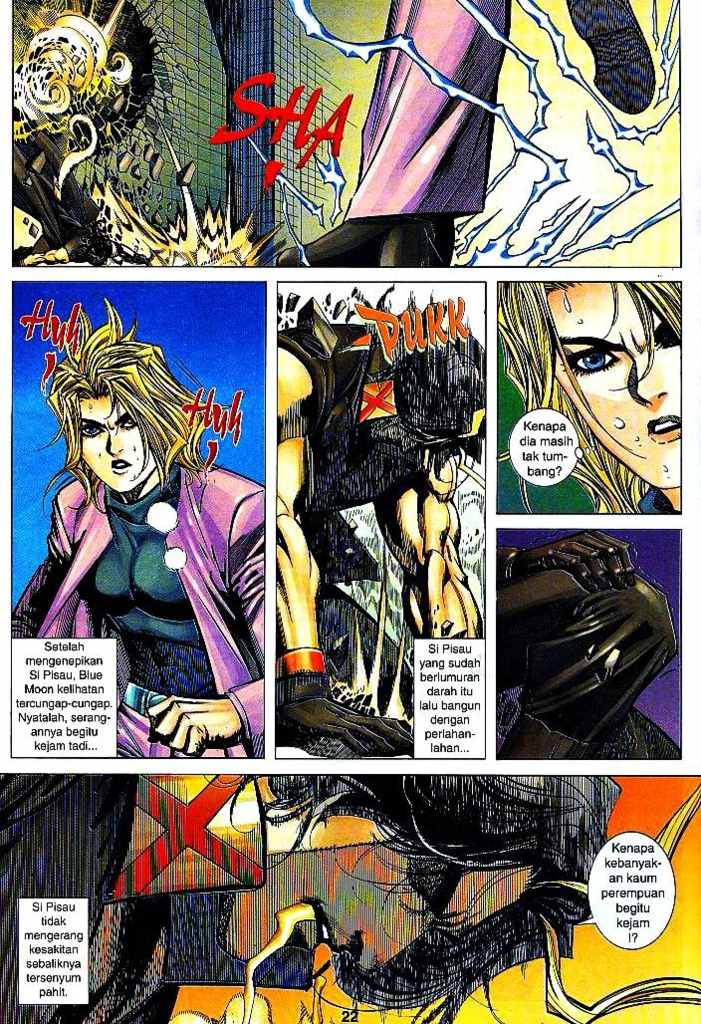 SHA
Huh
Huh
DUKK
Kenapa
dia masih
tak tum-
bang?
Setelah
mengenepikan
Si Pisau, Blue
Moon kelihatan
tercungap-cungap.
Nyatalah, serang-
annya begitu
kejam tadi...
Si Pisau
yang sudah
berlumuran
darah itu
lalu bangun
dengan
perlahan-
lahan...
Kenapa
kebanyak-
an kaum
perempuan
begitu
kejam
!?
Si Pisau
tidak
mengerang
kesakitan
sebaliknya
tersenyum
pahit.
22